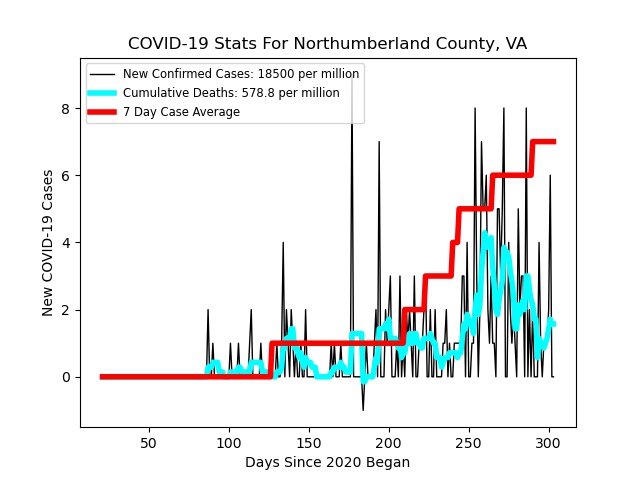 COVID-19 Stats For Northumberland County, VA
New Confirmed Cases: 18500 per million
Cumulative Deaths: 578.8 per million
7 Day Case Average
New COVID-19 Cases
8
6
4
2
0
50 100 150 200 250 300
Days Since 2020 Began